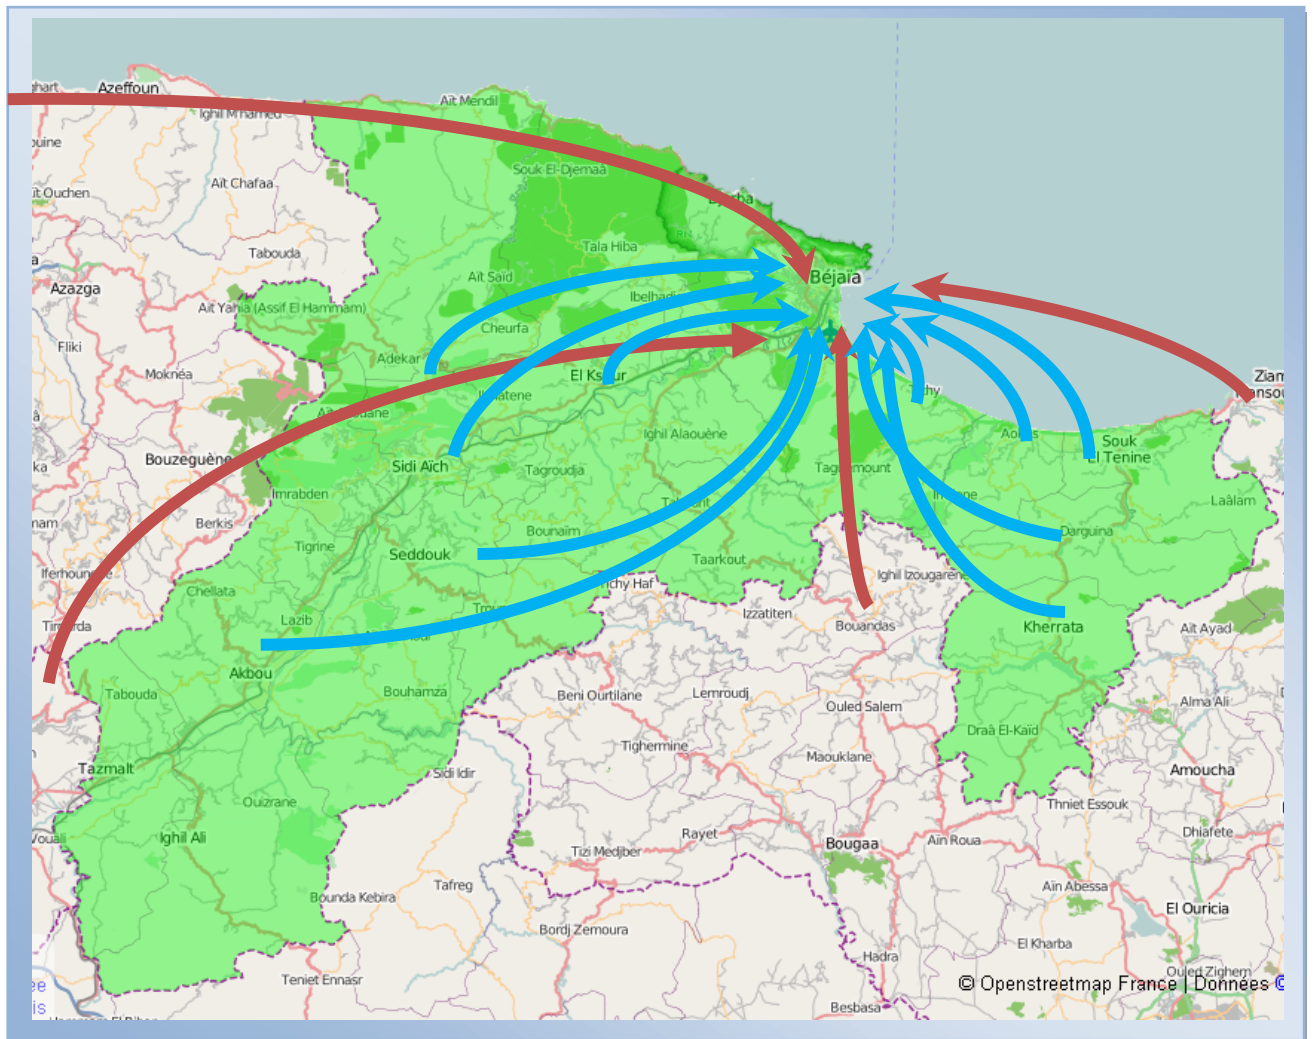 Azeffoun
Aït Mendil
Ighil M'hamed
Souk El-Djemaâ
Aït Chafaa
Tala Hiba
Tabouda
Béjaïa
Aït Saïd
Azazga
Aït Yahia (Assif El Hammam)
Cheurfa
Fliki
Adekar
Moknéa
Bouzeguène
Ighil Alaouène
Souk
El Tenine
Sidi Aïch
Tagroudja
Imrabden
Laâlam
Berkis
Bounaïm
Darguina
Tigrine
Seddouk
Taarkout
Ighil Izougarène
Chellata
Izzatiten
Lazib
Bouandas
Kherrata
Aït Ayad
Akbou
Tabouda
Bouhamza
Beni Ourtilane
Lemroudj
Ouled Salem
Alma Ali
Draâ El-Kaïd
Tighermine
Maouklane
Tazmalt
Sidi Idir
Amoucha
Ouizrane
Thniet Essouk
Ighil Ali
Rayet
Bougaa
Aïn Roua
Dhiafete
Tizi Medjber
Tafreg
Aïn Abessa
Bounda Kebira
El Ouricia
Bordj Zemoura
El Kharba
Hadra
Teniet Ennasr
Ouled Zighem
© Openstreetmap France | Données ©
Besbasa